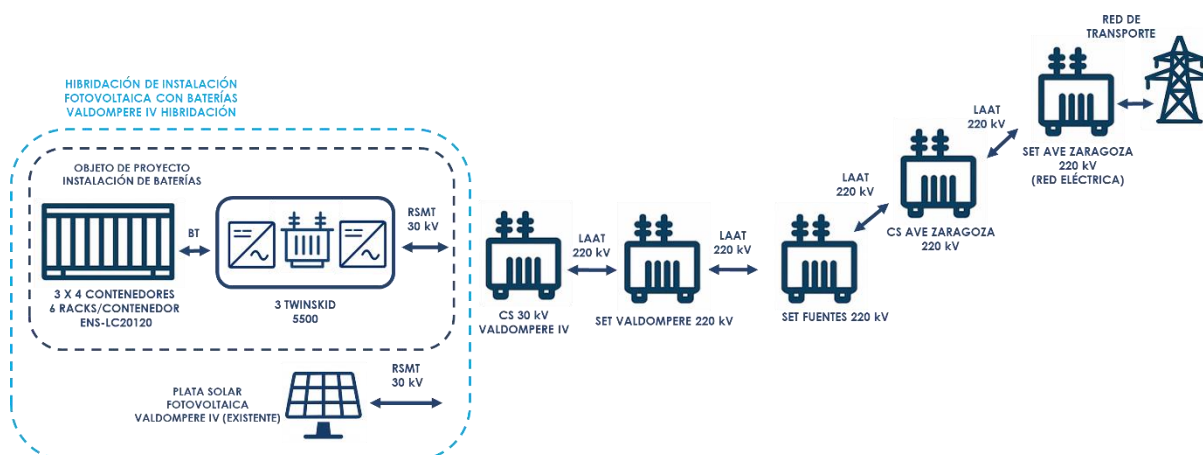 HIBRIDACIÓN DE INSTALACIÓN
FOTOVOLTAICA CON BATERÍAS
VALDOMPERE IV HIBRIDACIÓN
OBJETO DE PROYECTO
INSTALACIÓN DE BATERÍAS
BT
RSMT
30 kV
3 X 4 CONTENEDORES
6 RACKS/CONTENEDOR
ENS-LC20120
3 TWINSKID
5500
PLATA SOLAR
FOTOVOLTAICA
VALDOMPERE IV (EXISTENTE)
RSMT
30 kV
CS 30 kV
VALDOMPERE IV
LAAT
220 kV
SET VALDOMPERE 220 kV
LAAT
220 kV
SET FUENTES 220 kV
LAAT
220 kV
CS AVE ZARAGOZA
220 kV
LAAT
220 kV
SET AVE ZARAGOZA
220 kV
(RED ELÉCTRICA)
RED DE
TRANSPORTE